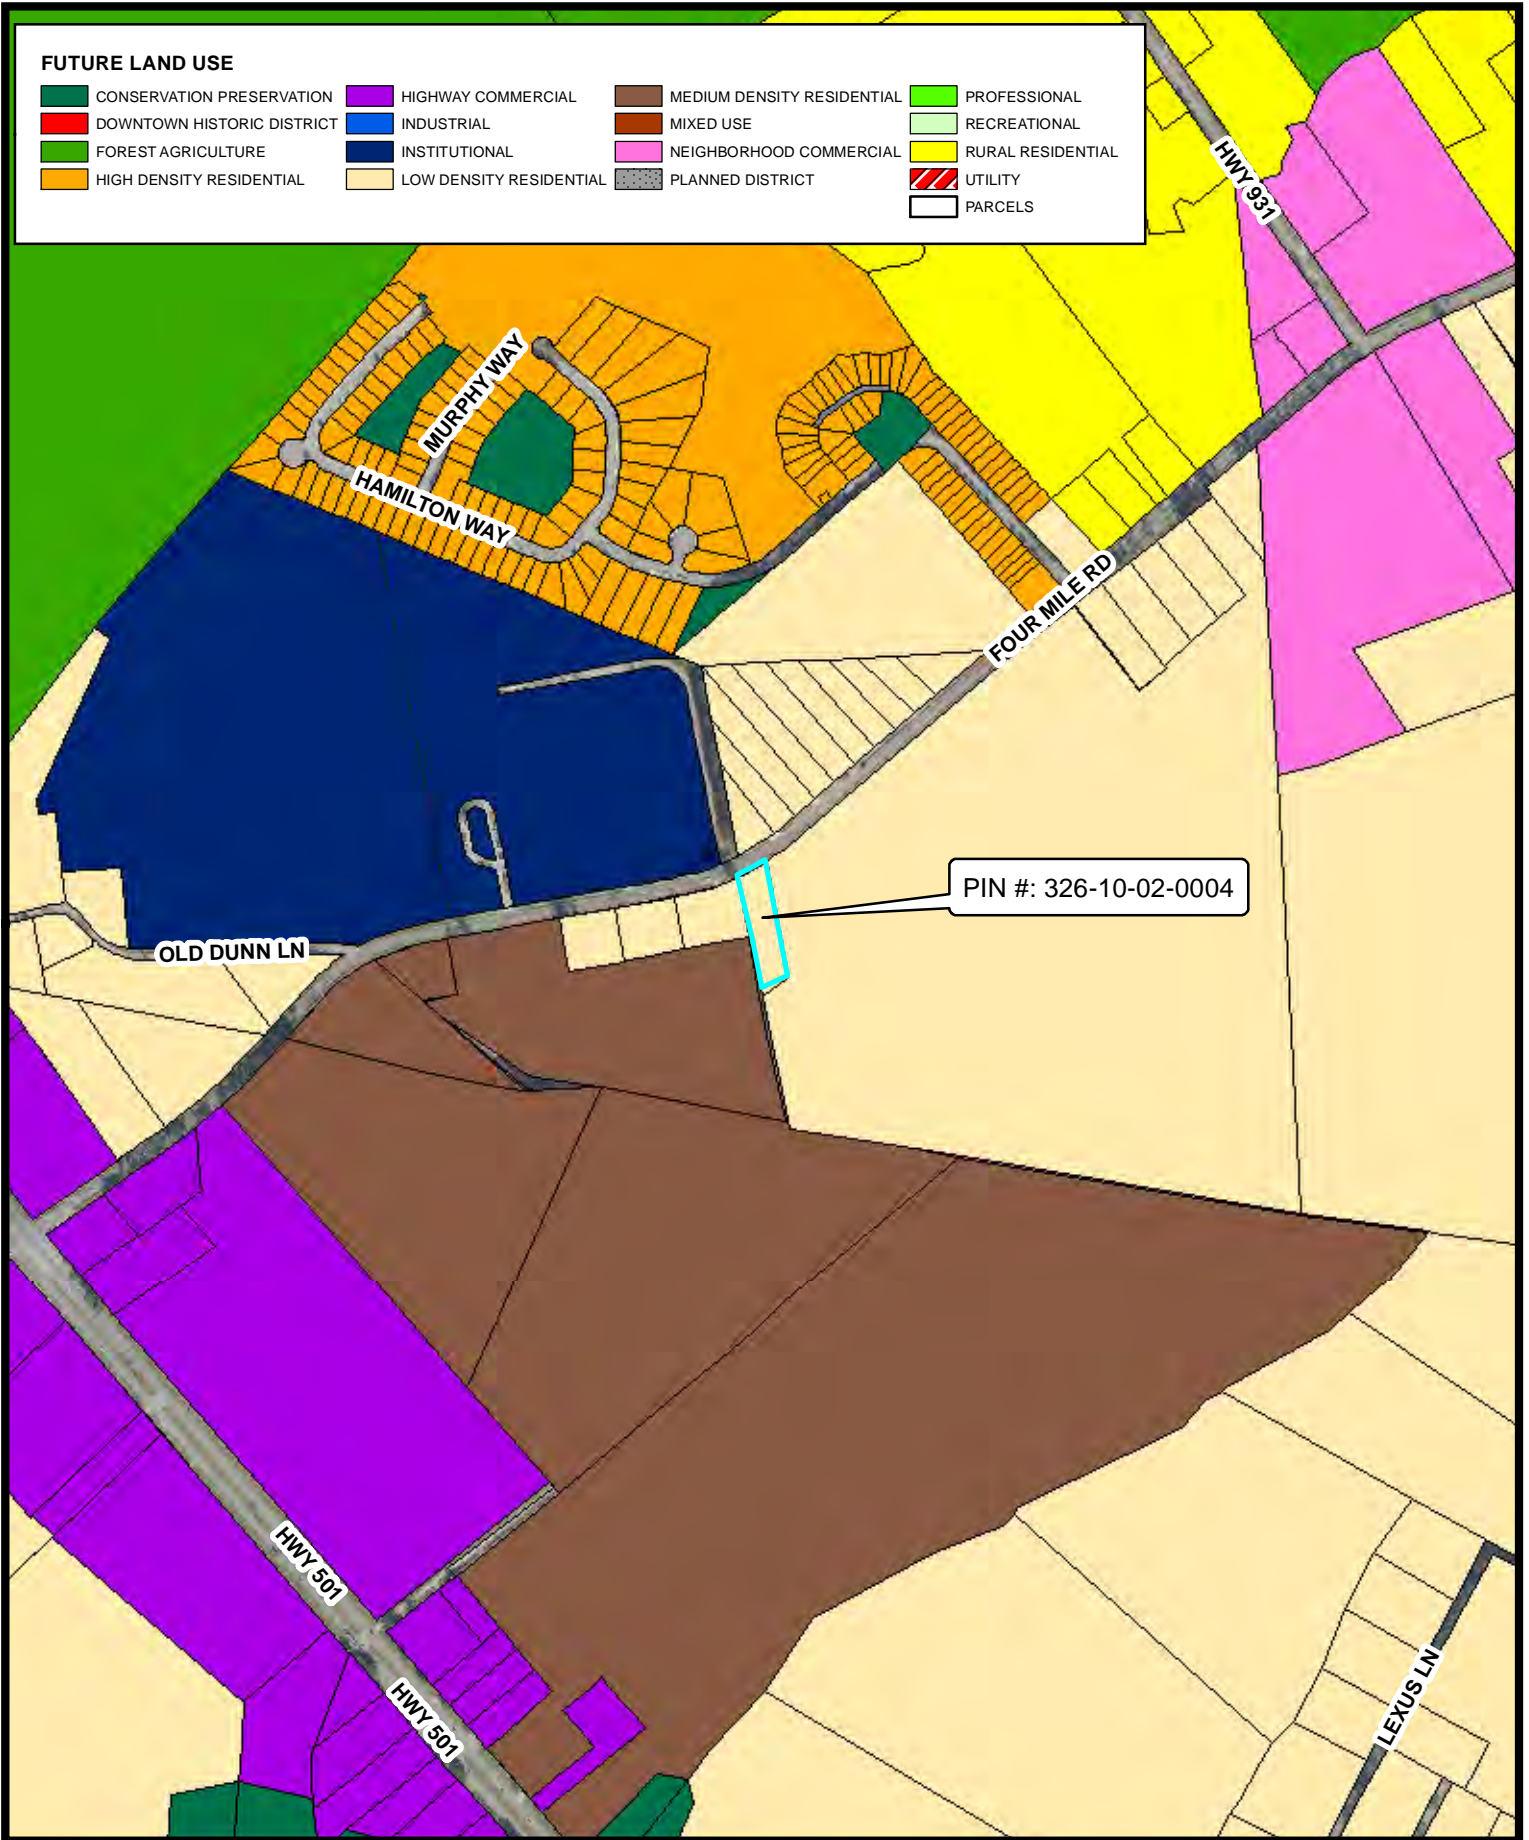 FUTURE LAND USE
CONSERVATION PRESERVATION
DOWNTOWN HISTORIC DISTRICT
FOREST AGRICULTURE
HIGH DENSITY RESIDENTIAL
HIGHWAY COMMERCIAL
INDUSTRIAL
INSTITUTIONAL
LOW DENSITY RESIDENTIAL
MEDIUM DENSITY RESIDENTIAL
MIXED USE
NEIGHBORHOOD COMMERCIAL
PLANNED DISTRICT
PROFESSIONAL
RECREATIONAL
RURAL RESIDENTIAL
UTILITY
PARCELS
HWY 931
MURPHY WAY
HAMILTON WAY
FOUR MILE RD
PIN #: 326-10-02-0004
OLD DUNN LN
HWY 501
HWY 501
LEXUS LN